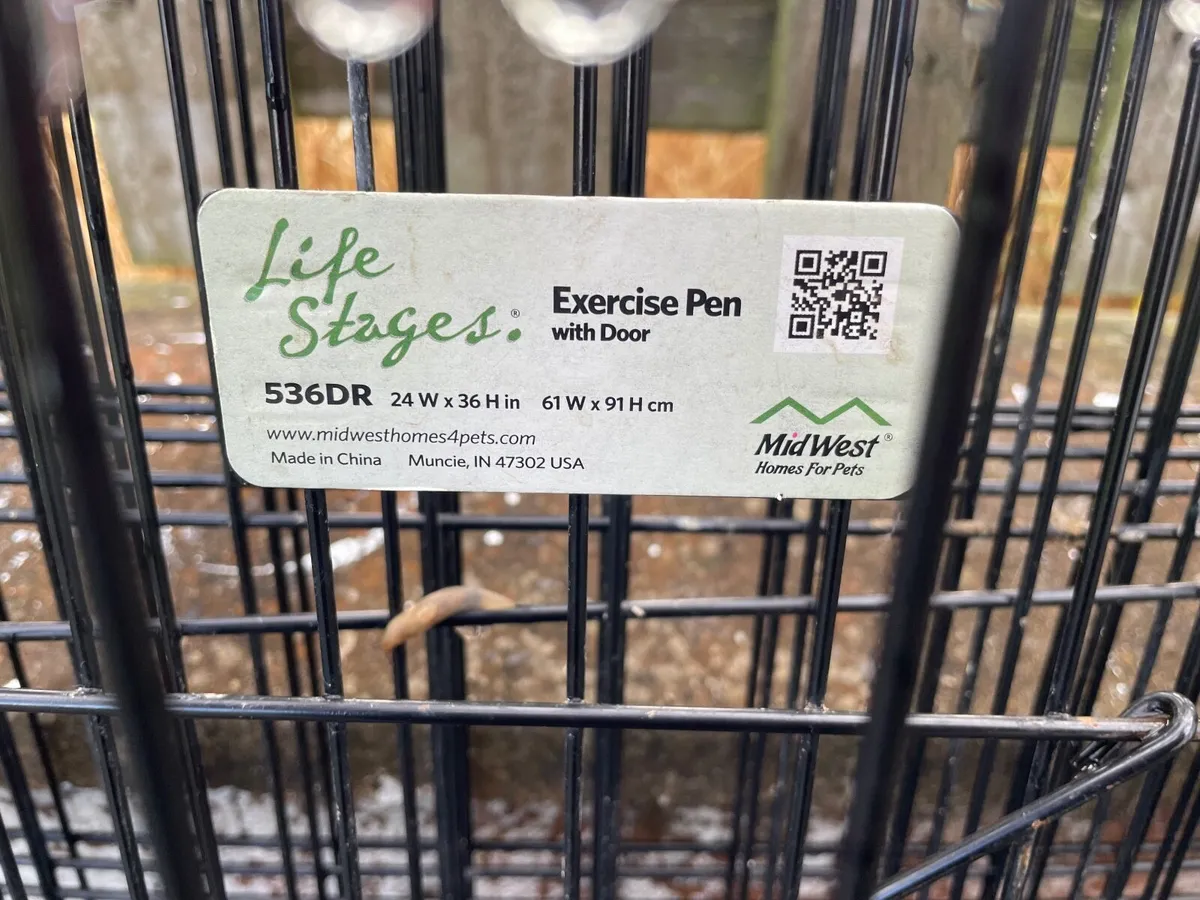 Life
Stages®
Exercise Pen
with Door
536DR 24 W x 36 H in 61 W x 91 H cm
www.midwesthomes4pets.com
Made in China Muncie, IN 47302 USA
MidWest®
Homes For Pets